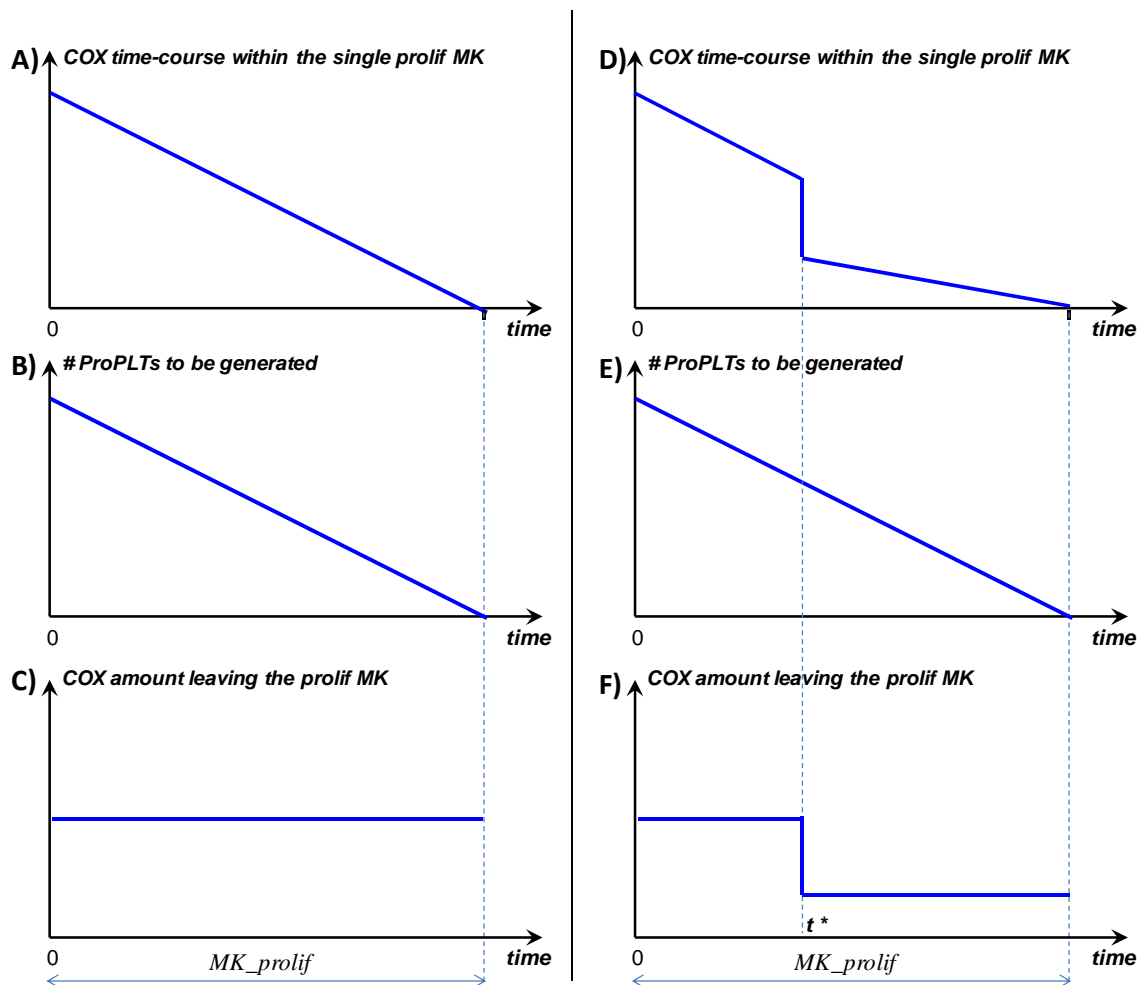 A) COX time-course within the single prolif MK
0
time
B) # ProPLTs to be generated
0
time
C) COX amount leaving the prolif MK
0
time
MK_prolif
D) COX time-course within the single prolif MK
0
time
E) # ProPLTs to be generated
0
time
F) COX amount leaving the prolif MK
t *
0
time
MK_prolif